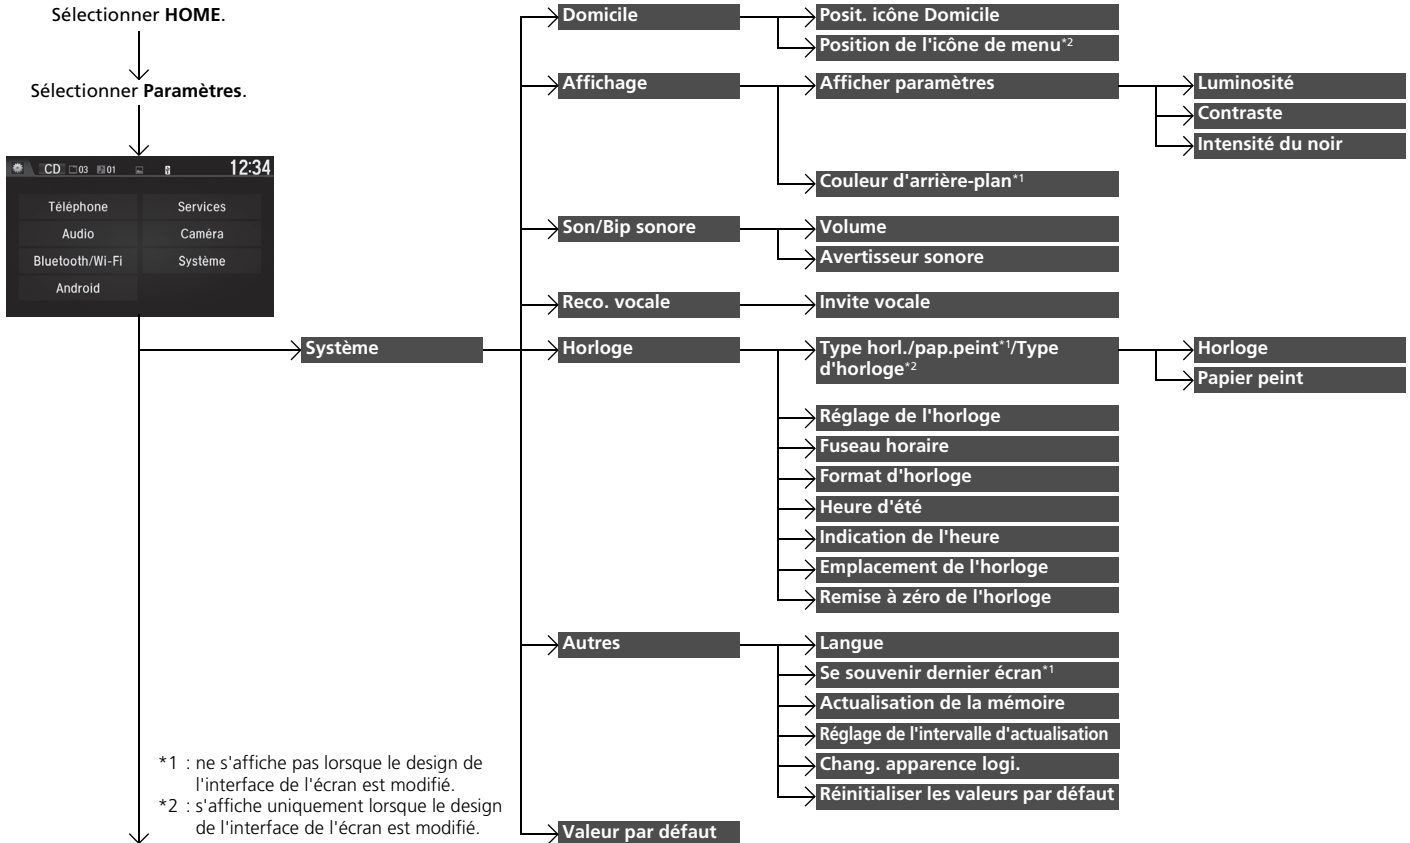 Sélectionner HOME.
Sélectionner Paramètres.
CD 03 01 12:34
Téléphone Services
Audio Caméra
Bluetooth/Wi-Fi Système
Android
Système
Domicile
Posit. icône Domicile
Position de l'icône de menu*2
Affichage
Afficher paramètres
Luminosité
Contraste
Intensité du noir
Couleur d'arrière-plan*1
Son/Bip sonore
Volume
Avertisseur sonore
Reco. vocale
Invite vocale
Horloge
Type horl./pap.peint*1/Type
d'horloge*2
Horloge
Papier peint
Réglage de l'horloge
Fuseau horaire
Format d'horloge
Heure d'été
Indication de l'heure
Emplacement de l'horloge
Remise à zéro de l'horloge
Autres
Langue
Se souvenir dernier écran*1
Actualisation de la mémoire
Réglage de l'intervalle d'actualisation
Chang. apparence logi.
Réinitialiser les valeurs par défaut
Valeur par défaut
*1 : ne s'affiche pas lorsque le design de
l'interface de l'écran est modifié.
*2 : s'affiche uniquement lorsque le design
de l'interface de l'écran est modifié.